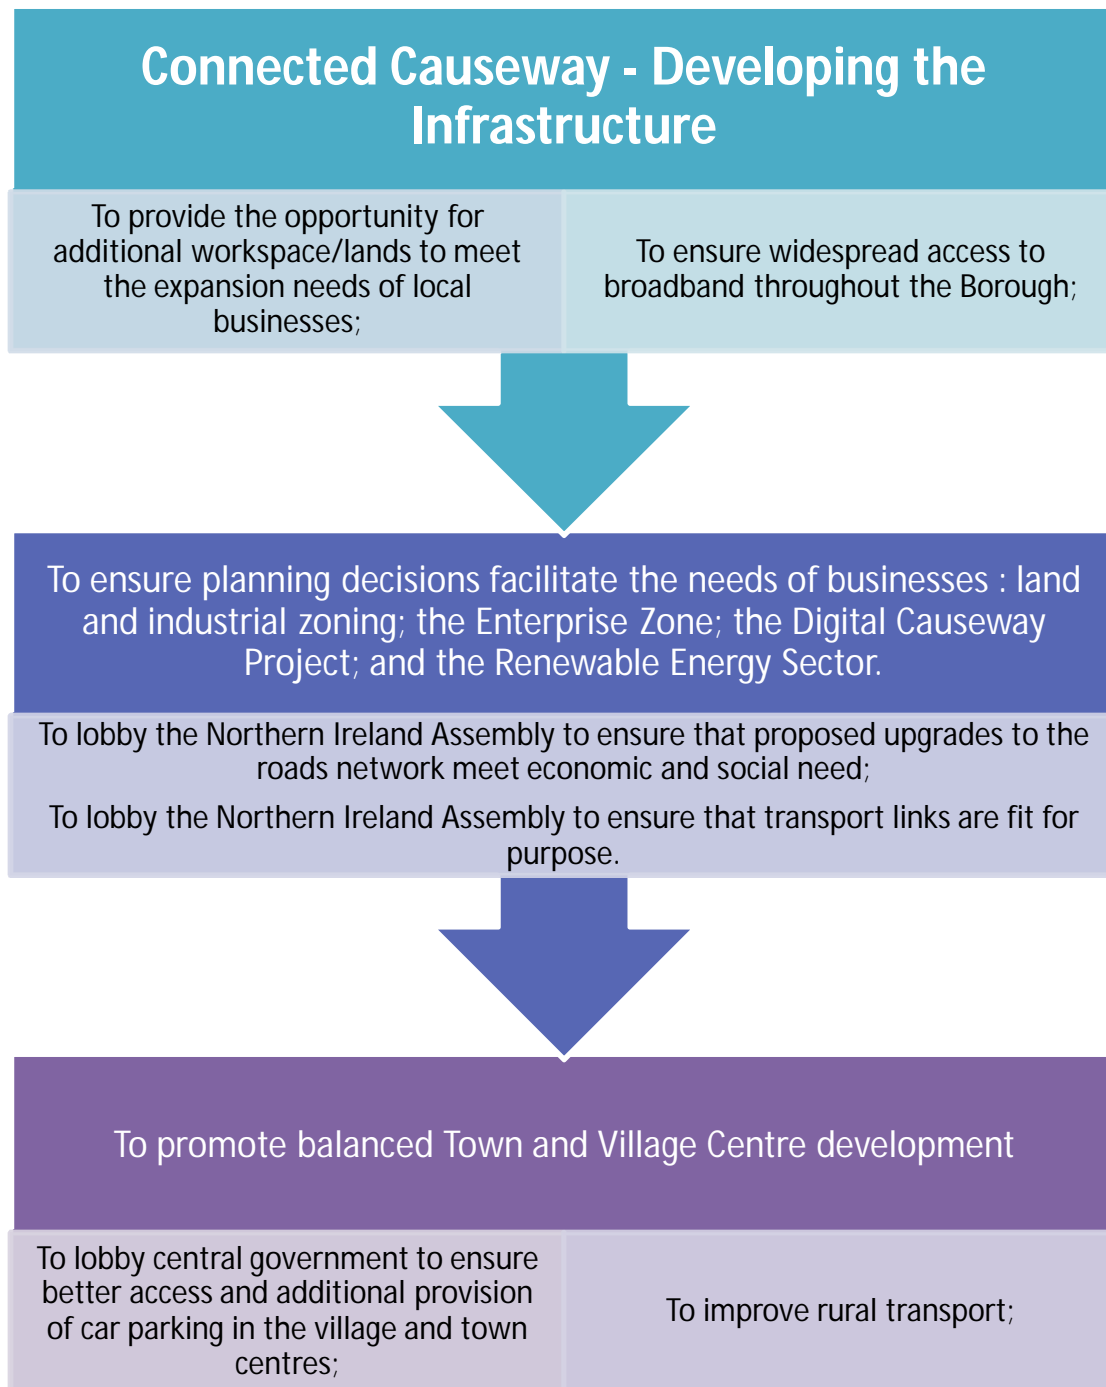 Connected Causeway - Developing the
Infrastructure
To provide the opportunity for
additional workspace/lands to meet
the expansion needs of local
businesses;
To ensure widespread access to
broadband throughout the Borough;
To ensure planning decisions facilitate the needs of businesses : land
and industrial zoning; the Enterprise Zone; the Digital Causeway
Project; and the Renewable Energy Sector.
To lobby the Northern Ireland Assembly to ensure that proposed upgrades to the
roads network meet economic and social need;
To lobby the Northern Ireland Assembly to ensure that transport links are fit for
purpose.
To promote balanced Town and Village Centre development
To lobby central government to ensure
better access and additional provision
of car parking in the village and town
centres;
To improve rural transport;